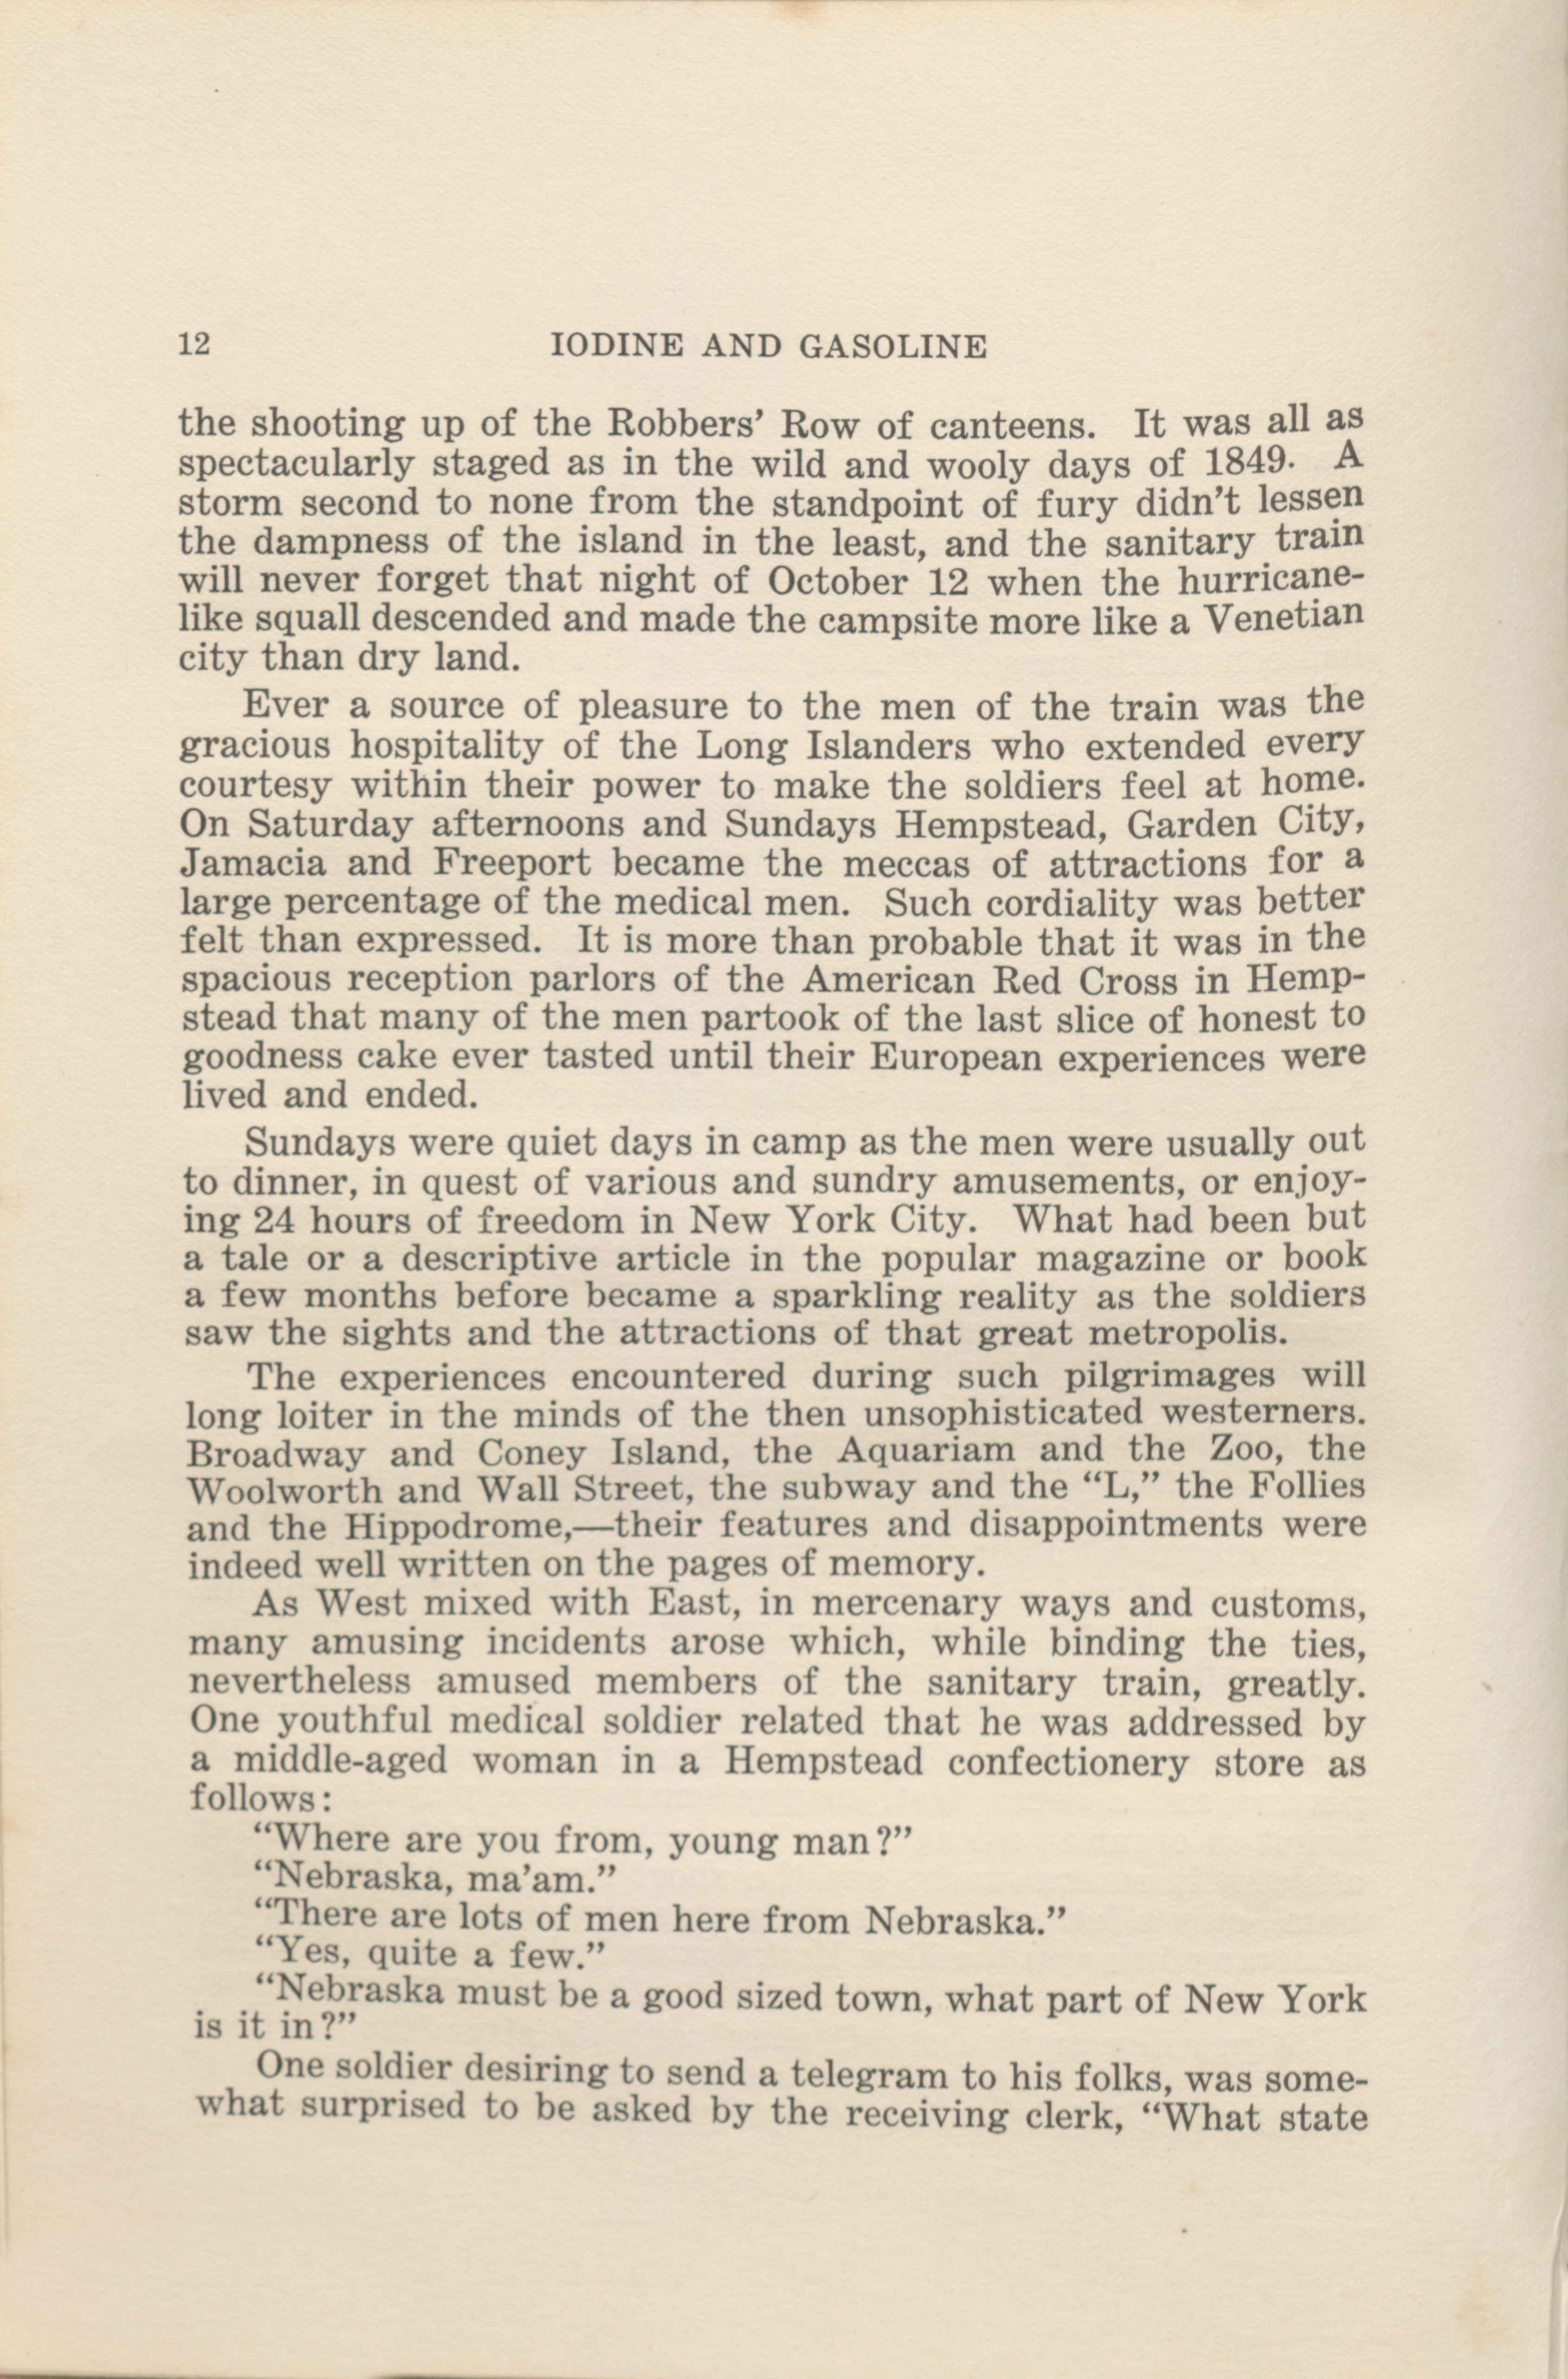 12 IODINE AND GASOLINE
the shooting up of the Robbers' Row of canteens. It was all as
spectacularly staged as in the wild and wooly days of 1849. A
storm second to none from the standpoint of fury didn't lessen
the dampness of the island in the least, and the sanitary train
will never forget that night of October 12 when the hurricane-
like squall descended and made the campsite more like a Venetian
city than dry land.
Ever a source of pleasure to the men of the train was the
gracious hospitality of the Long Islanders who extended every
courtesy within their power to make the soldiers feel at home.
On Saturday afternoons and Sundays Hempstead, Garden City,
Jamacia and Freeport became the meccas of attractions for a
large percentage of the medical men. Such cordiality was better
felt than expressed. It is more than probable that it was in the
spacious reception parlors of the American Red Cross in Hemp-
stead that many of the men partook of the last slice of honest to
goodness cake ever tasted until their European experiences were
lived and ended.
Sundays were quiet days in camp as the men were usually out
to dinner, in quest of various and sundry amusements, or enjoy-
ing 24 hours of freedom in New York City. What had been but
a tale or a descriptive article in the popular magazine or book
a few months before became a sparkling reality as the soldiers
saw the sights and the attractions of that great metropolis.
The experiences encountered during such pilgrimages will
long loiter in the minds of the then unsophisticated westerners.
Broadway and Coney Island, the Aquariam and the Zoo, the
Woolworth and Wall Street, the subway and the “L,” the Follies
and the Hippodrome,—their features and disappointments were
indeed well written on the pages of memory.
As West mixed with East, in mercenary ways and customs,
many amusing incidents arose which, while binding the ties,
nevertheless amused members of the sanitary train, greatly.
One youthful medical soldier related that he was addressed by
a middle-aged woman in a Hempstead confectionery store as
follows:
“Where are you from, young man?”
“Nebraska, ma'am.”
“There are lots of men here from Nebraska.”
“Yes, quite a few.”
“Nebraska must be a good sized town, what part of New York
is it in?”
One soldier desiring to send a telegram to his folks, was some-
what surprised to be asked by the receiving clerk, “What state